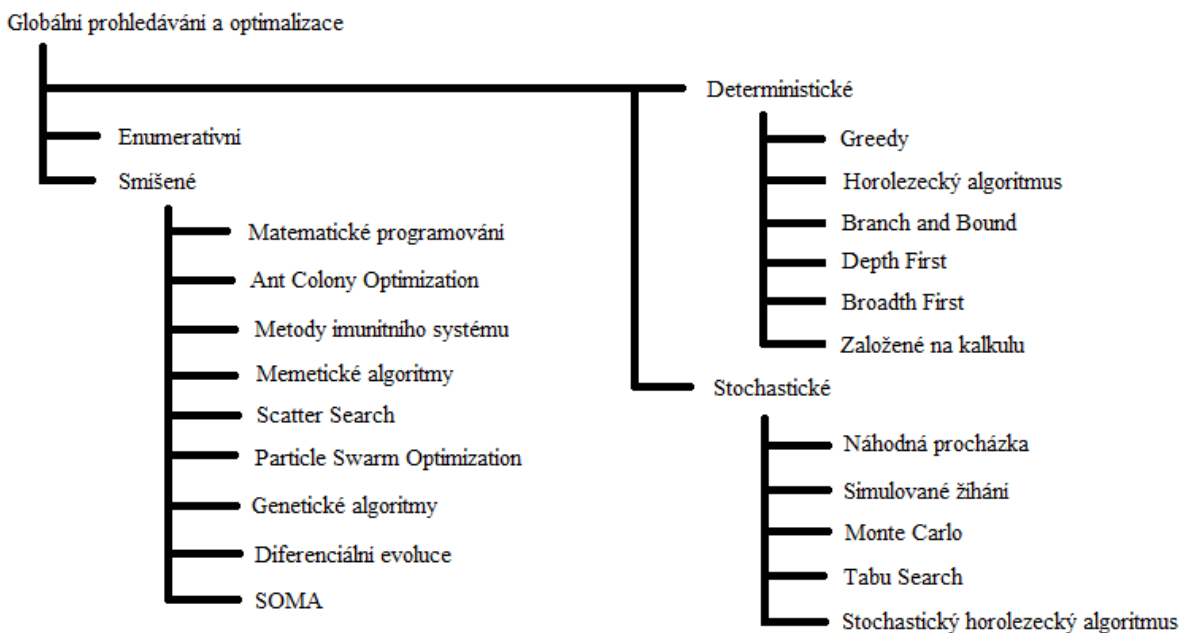 Globální prohledávání a optimalizace
Enumerativní
Smíšené
Matematické programování
Ant Colony Optimization
Metody imunitního systému
Memetické algoritmy
Scatter Search
Particle Swarm Optimization
Genetické algoritmy
Diferenciální evoluce
SOMA
Deterministické
Greedy
Horolezecký algoritmus
Branch and Bound
Depth First
Broadth First
Založené na kalkulu
Stochastické
Náhodná procházka
Simulované žíhání
Monte Carlo
Tabu Search
Stochastický horolezecký algoritmus